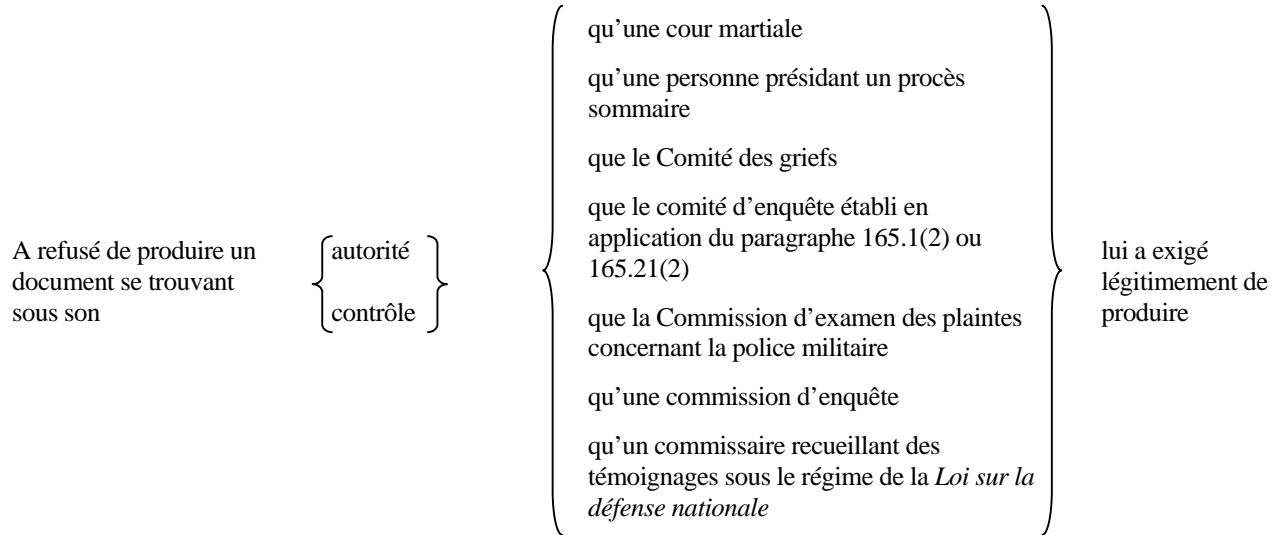 A refusé de produire un
document se trouvant
sous son
autorité
contrôle
qu’une cour martiale
qu’une personne présidant un procès
sommaire
que le Comité des griefs
que le comité d’enquête établi en
application du paragraphe 165.1(2) ou
165.21(2)
que la Commission d’examen des plaintes
concernant la police militaire
qu’une commission d’enquête
qu’un commissaire recueillant des
témoignages sous le régime de la Loi sur la
défense nationale
lui a exigé
légitimement de
produire